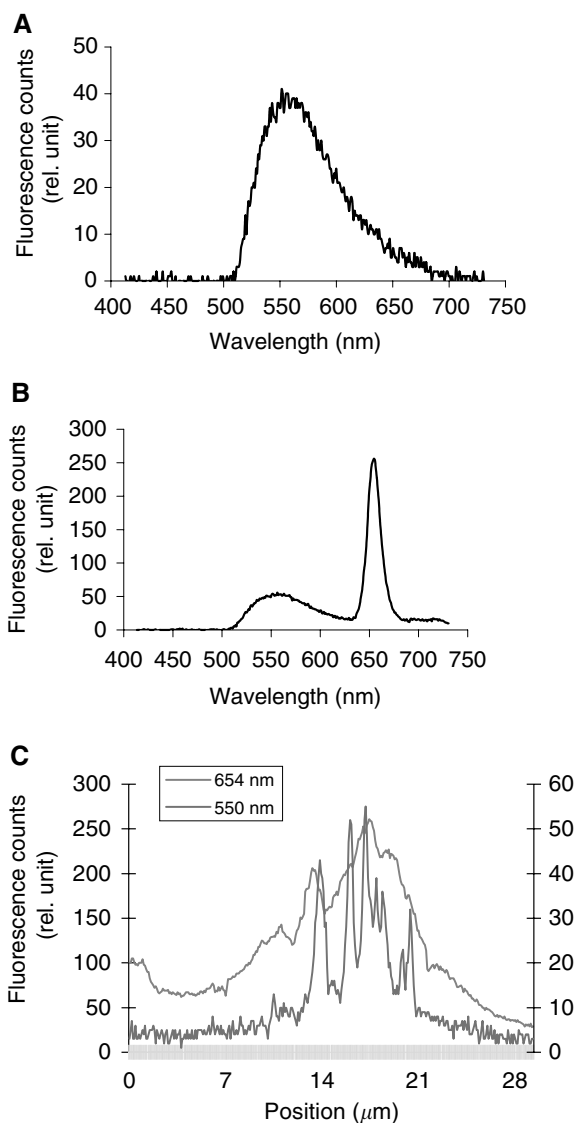 A
Fluorescence counts
(rel. unit)
50
40
30
20
10
0
400 450 500 550 600 650 700 750
Wavelength (nm)
B
Fluorescence counts
(rel. unit)
300
250
200
150
100
50
0
400 450 500 550 600 650 700 750
Wavelength (nm)
C
Fluorescence counts
(rel. unit)
654 nm
550 nm
300
250
200
150
100
50
0
60
50
40
30
20
10
0
0 7 14 21 28
Position (μm)